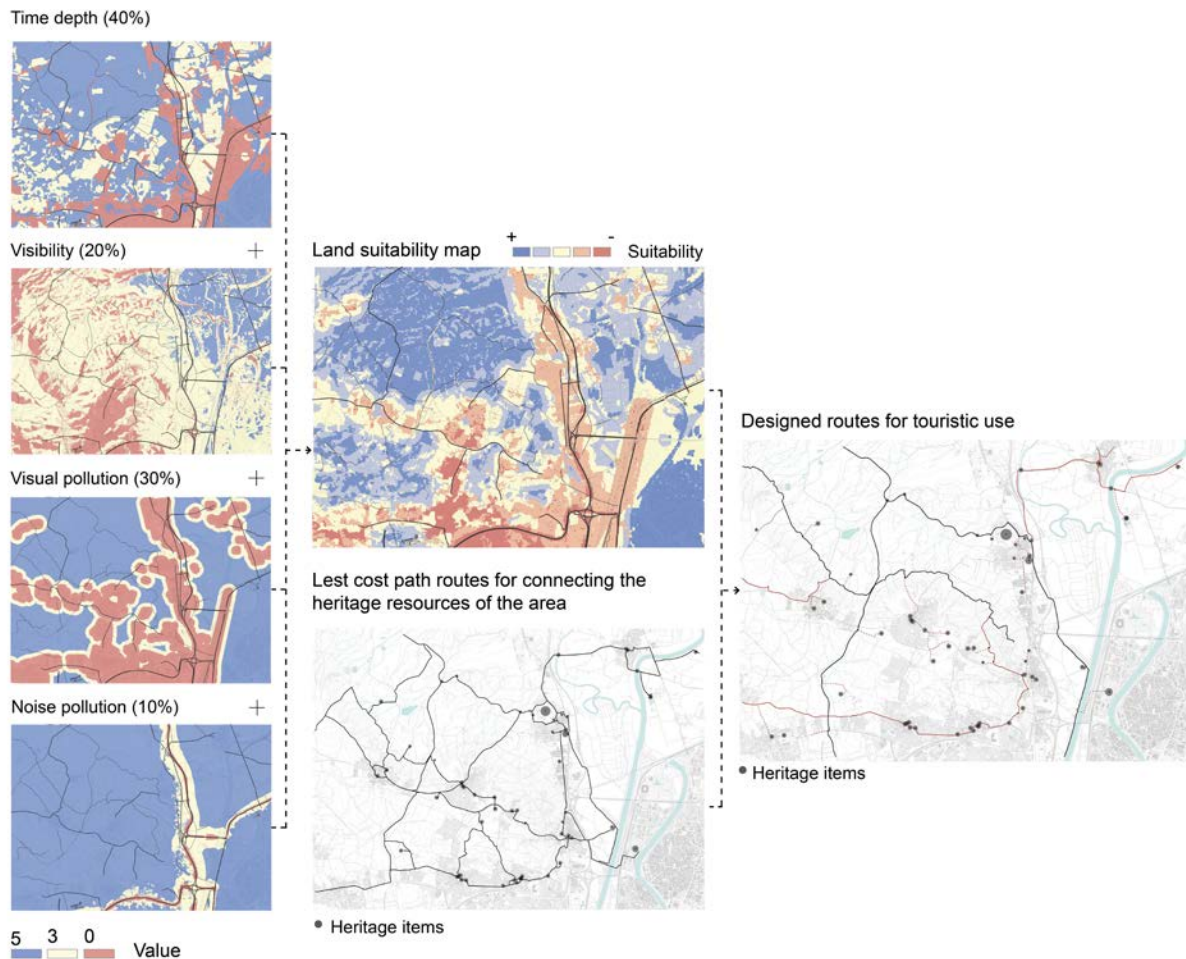 Time depth (40%)
Visibility (20%)
+
Visual pollution (30%)
+
Noise pollution (10%)
+
5 3 0
Value
Land suitability map
+ -
Suitability
Lest cost path routes for connecting the
heritage resources of the area
Heritage items
Designed routes for touristic use
Heritage items